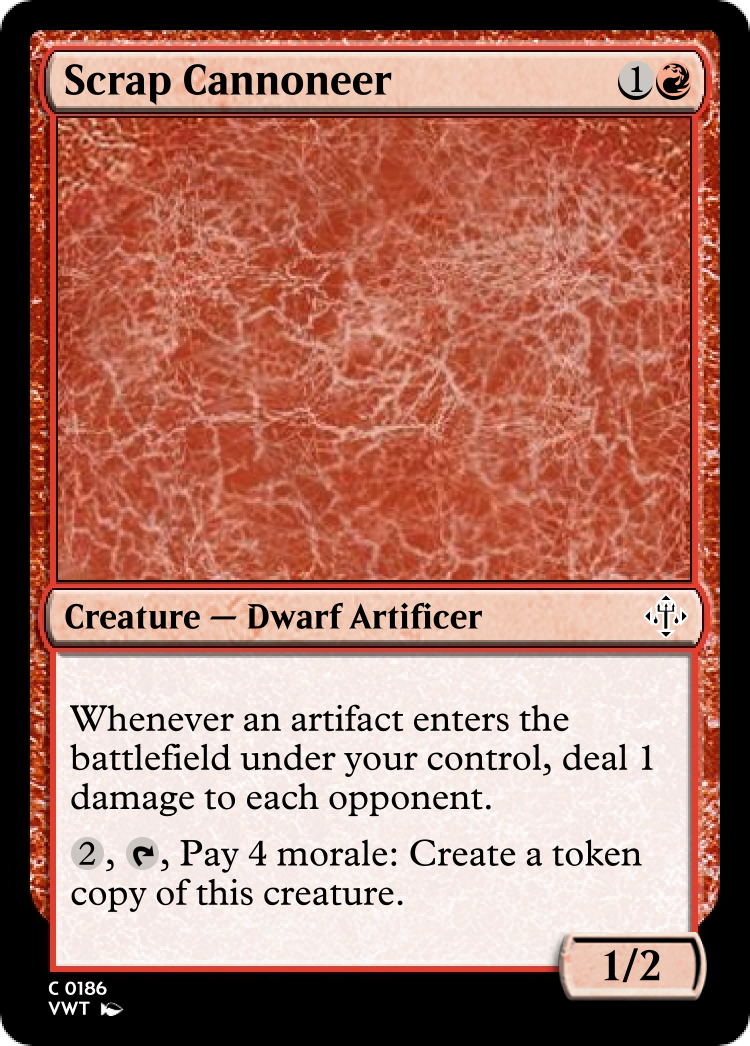 Scrap Cannoneer 1
Creature — Dwarf Artificer
Whenever an artifact enters the
battlefield under your control, deal 1
damage to each opponent.
2, , Pay 4 morale: Create a token
copy of this creature.
1/2
C 0186
VWT